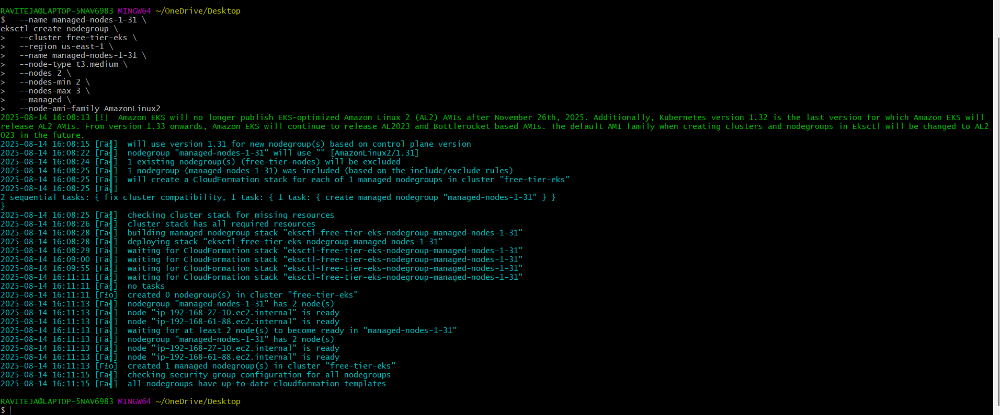 RAVITEJA@LAPTOP-5NAV6983 MINGW64 ~/OneDrive/Desktop
$   --name managed-nodes-1-31 \
eksctl create nodegroup \
>   --cluster free-tier-eks \
>   --region us-east-1 \
>   --name managed-nodes-1-31 \
>   --node-type t3.medium \
>   --nodes 2 \
>   --nodes-min 2 \
>   --nodes-max 3 \
>   --managed \
>   --node-ami-family AmazonLinux2
2025-08-14 16:08:13 [!]  Amazon EKS will no longer publish EKS-optimized Amazon Linux 2 (AL2) AMIs after November 26th, 2025. Additionally, Kubernetes version 1.32 is the last version for which Amazon EKS will
release AL2 AMIs. From version 1.33 onwards, Amazon EKS will continue to release AL2023 and Bottlerocket based AMIs. The default AMI family when creating clusters and nodegroups in Eksctl will be changed to AL2
023 in the future.
2025-08-14 16:08:15 [Γä╣]  will use version 1.31 for new nodegroup(s) based on control plane version
2025-08-14 16:08:22 [Γä╣]  nodegroup "managed-nodes-1-31" will use "" [AmazonLinux2/1.31]
2025-08-14 16:08:24 [Γä╣]  1 existing nodegroup(s) (free-tier-nodes) will be excluded
2025-08-14 16:08:25 [Γä╣]  1 nodegroup (managed-nodes-1-31) was included (based on the include/exclude rules)
2025-08-14 16:08:25 [Γä╣]  will create a CloudFormation stack for each of 1 managed nodegroups in cluster "free-tier-eks"
2025-08-14 16:08:25 [Γä╣]
2 sequential tasks: { fix cluster compatibility, 1 task: { 1 task: { create managed nodegroup "managed-nodes-1-31" } }
}
2025-08-14 16:08:25 [Γä╣]  checking cluster stack for missing resources
2025-08-14 16:08:26 [Γä╣]  cluster stack has all required resources
2025-08-14 16:08:28 [Γä╣]  building managed nodegroup stack "eksctl-free-tier-eks-nodegroup-managed-nodes-1-31"
2025-08-14 16:08:28 [Γä╣]  deploying stack "eksctl-free-tier-eks-nodegroup-managed-nodes-1-31"
2025-08-14 16:08:29 [Γä╣]  waiting for CloudFormation stack "eksctl-free-tier-eks-nodegroup-managed-nodes-1-31"
2025-08-14 16:09:00 [Γä╣]  waiting for CloudFormation stack "eksctl-free-tier-eks-nodegroup-managed-nodes-1-31"
2025-08-14 16:09:55 [Γä╣]  waiting for CloudFormation stack "eksctl-free-tier-eks-nodegroup-managed-nodes-1-31"
2025-08-14 16:11:11 [Γä╣]  waiting for CloudFormation stack "eksctl-free-tier-eks-nodegroup-managed-nodes-1-31"
2025-08-14 16:11:11 [Γä╣]  no tasks
2025-08-14 16:11:11 [Γ£ö]  created 0 nodegroup(s) in cluster "free-tier-eks"
2025-08-14 16:11:13 [Γä╣]  nodegroup "managed-nodes-1-31" has 2 node(s)
2025-08-14 16:11:13 [Γä╣]  node "ip-192-168-27-10.ec2.internal" is ready
2025-08-14 16:11:13 [Γä╣]  node "ip-192-168-61-88.ec2.internal" is ready
2025-08-14 16:11:13 [Γä╣]  waiting for at least 2 node(s) to become ready in "managed-nodes-1-31"
2025-08-14 16:11:13 [Γä╣]  nodegroup "managed-nodes-1-31" has 2 node(s)
2025-08-14 16:11:13 [Γä╣]  node "ip-192-168-27-10.ec2.internal" is ready
2025-08-14 16:11:13 [Γä╣]  node "ip-192-168-61-88.ec2.internal" is ready
2025-08-14 16:11:13 [Γ£ö]  created 1 managed nodegroup(s) in cluster "free-tier-eks"
2025-08-14 16:11:15 [Γä╣]  checking security group configuration for all nodegroups
2025-08-14 16:11:15 [Γä╣]  all nodegroups have up-to-date cloudformation templates
RAVITEJA@LAPTOP-5NAV6983 MINGW64 ~/OneDrive/Desktop
$